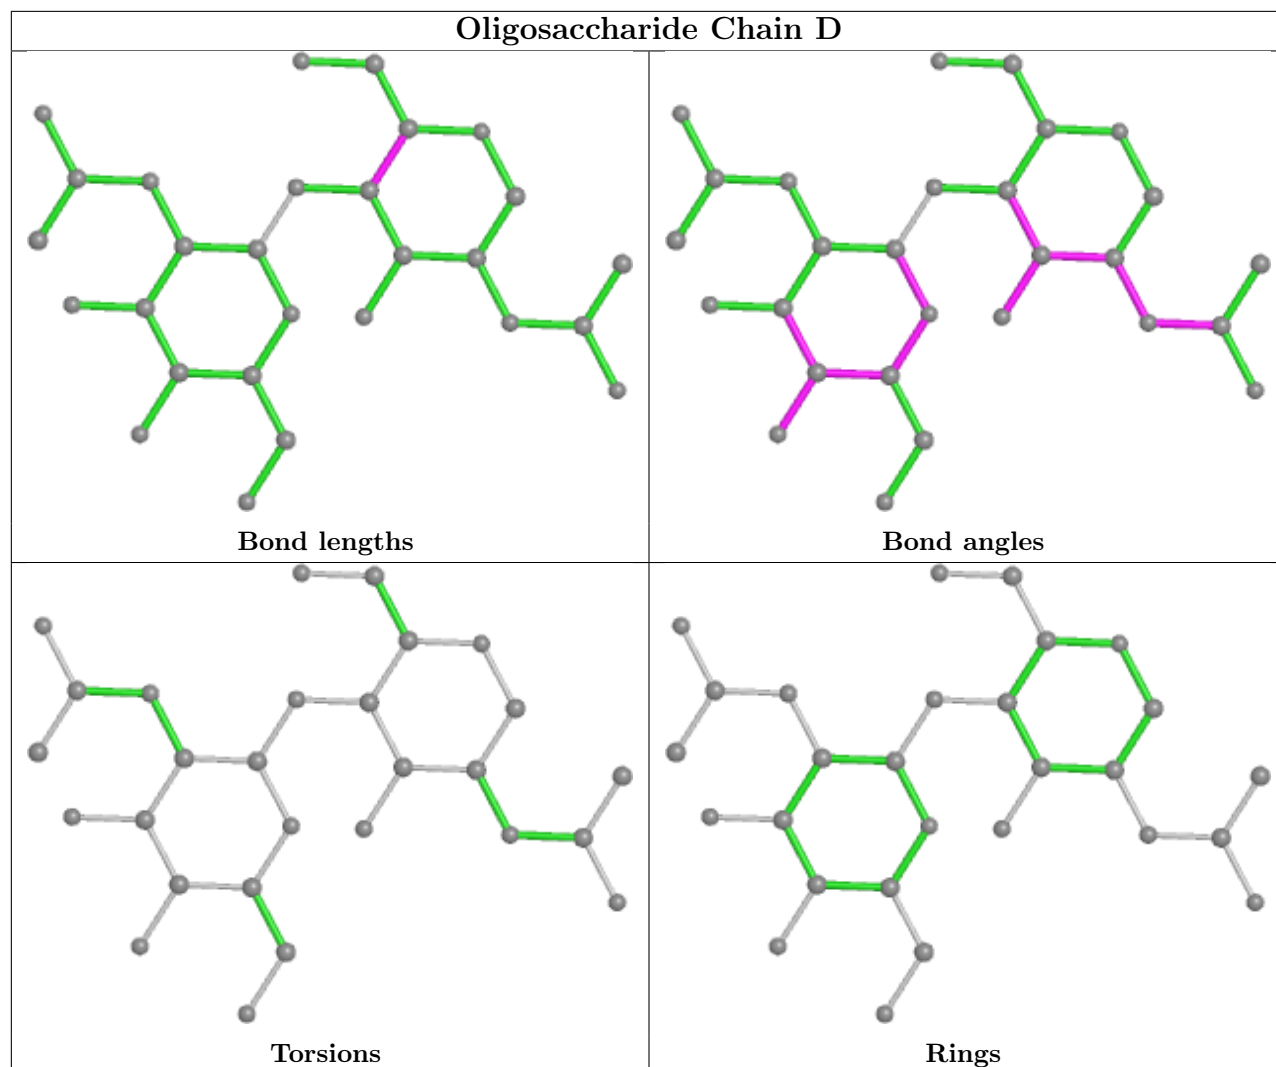 Oligosaccharide Chain D
Bond lengths
Bond angles
Torsions
Rings